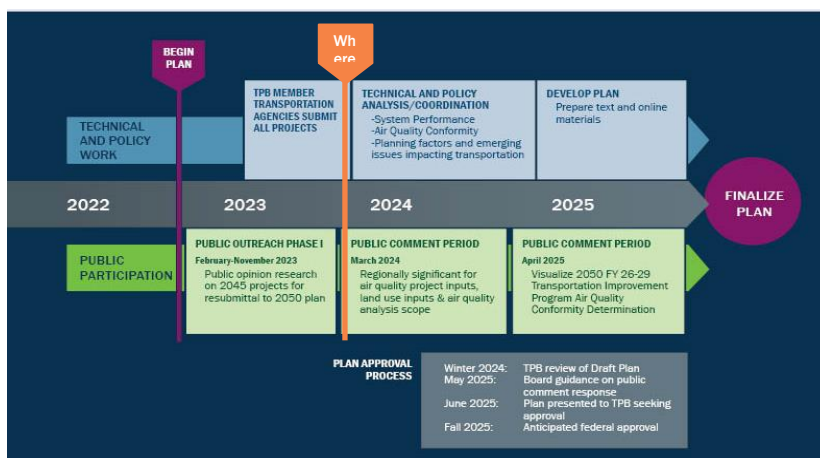 BEGIN
PLAN
Wh
ere
TPB MEMBER
TRANSPORTATION
AGENCIES SUBMIT
ALL PROJECTS
TECHNICAL AND POLICY
ANALYSIS/COORDINATION
-System Performance
-Air Quality Conformity
-Planning factors and emerging
issues impacting transportation
DEVELOP PLAN
Prepare text and online
materials
TECHNICAL
AND POLICY
WORK
2022
2023
2024
2025
FINALIZE
PLAN
PUBLIC
PARTICIPATION
PUBLIC OUTREACH PHASE I
February-November 2023
Public opinion research
on 2045 projects for
resubmittal to 2050 plan
PUBLIC COMMENT PERIOD
March 2024
Regionally significant for
air quality project inputs,
land use inputs & air quality
analysis scope
PUBLIC COMMENT PERIOD
April 2025
Visualize 2050 FY 26-29
Transportation Improvement
Program Air Quality
Conformity Determination
PLAN APPROVAL
PROCESS
Winter 2024: TPB review of Draft Plan
May 2025: Board guidance on public
comment response
June 2025: Plan presented to TPB seeking
approval
Fall 2025: Anticipated federal approval